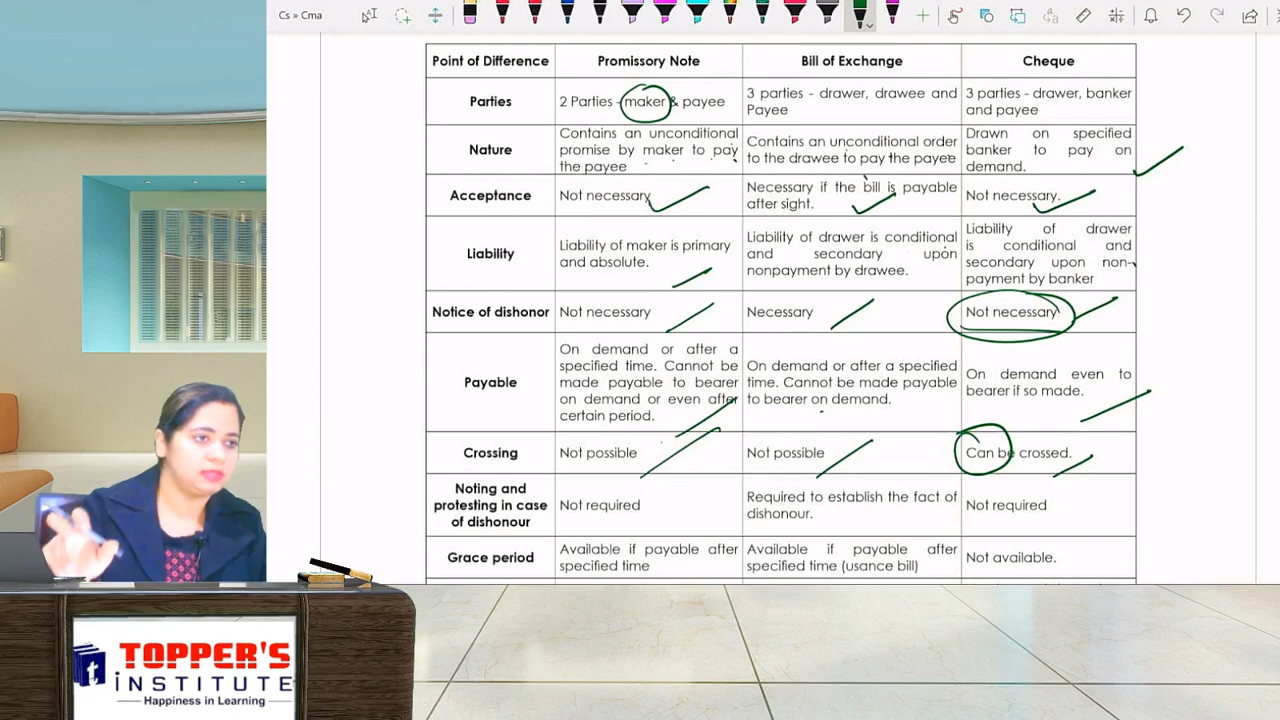 Cs » Cma
Point of Difference
Promissory Note
Bill of Exchange
Cheque
Parties
2 Parties - maker & payee
3 parties - drawer, drawee and
Payee
3 parties - drawer, banker
and payee
Nature
Contains an unconditional
promise by maker to pay
the payee
Contains an unconditional order
to the drawee to pay the payee
Drawn on specified
banker to pay on
demand.
Acceptance
Not necessary
Necessary if the bill is payable
after sight.
Not necessary.
Liability
Liability of maker is primary
and absolute.
Liability of drawer is conditional
and secondary upon
nonpayment by drawee.
Liability of drawer
is conditional and
secondary upon non-
payment by banker
Notice of dishonor
Not necessary
Necessary
Not necessary
Payable
On demand or after a
specified time. Cannot be
made payable to bearer
on demand or even after
certain period.
On demand or after a specified
time. Cannot be made payable
to bearer on demand.
On demand even to
bearer if so made.
Crossing
Not possible
Not possible
Can be crossed.
Noting and
protesting in case
of dishonour
Not required
Required to establish the fact of
dishonour.
Not required
Grace period
Available if payable after
specified time
Available if payable after
specified time (usance bill)
Not available.
t
TOPPER'S
INSTITUTE
Happiness in Learning